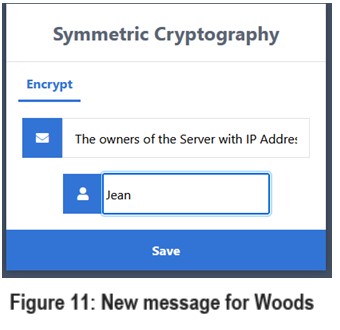 Symmetric Cryptography
Encrypt
The owners of the Server with IP Addres
Jean
Save
Figure 11: New message for Woods